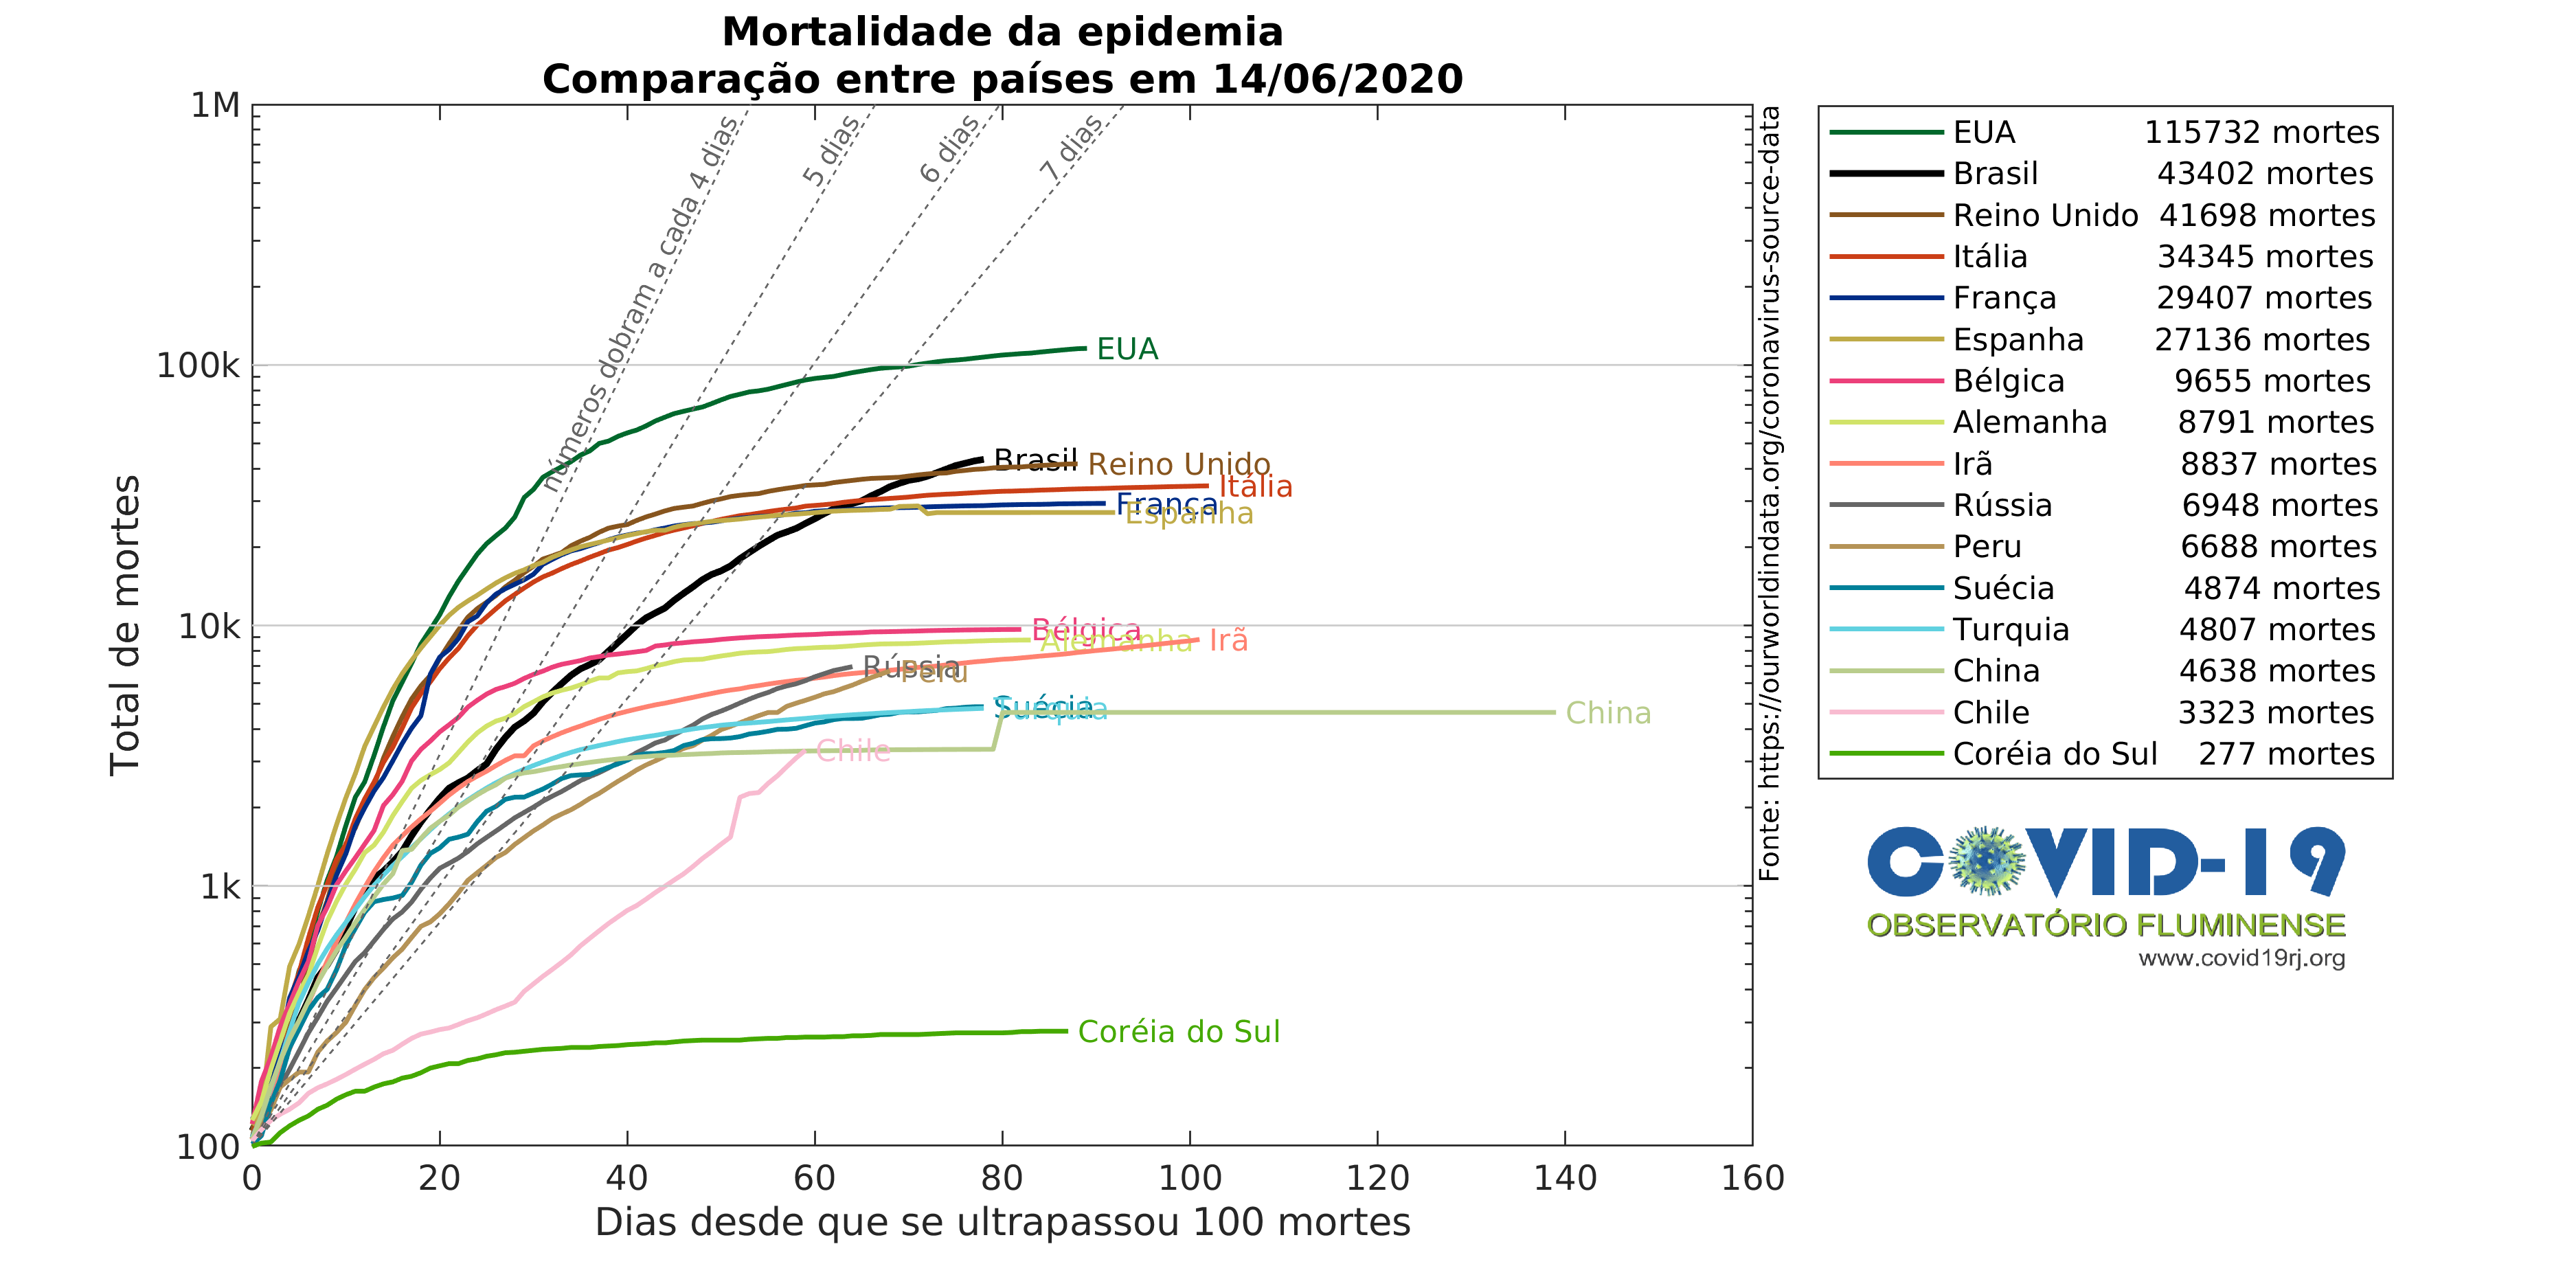 Mortalidade da epidemia
Comparação entre países em 14/06/2020
Total de mortes
1M
100k
10k
1k
100
0 20 40 60 80 100 120 140 160
Dias desde que se ultrapassou 100 mortes
números dobram a cada 4 dias
5 dias
6 dias
7 dias
EUA
Brasil
Reino Unido
Itália
França
Espanha
Bélgica
Alemanha
Irã
Rússia
Peru
Suécia
Turquia
China
Chile
Coréia do Sul
Fonte: https://ourworldindata.org/coronavirus-source-data
EUA 115732 mortes
Brasil 43402 mortes
Reino Unido 41698 mortes
Itália 34345 mortes
França 29407 mortes
Espanha 27136 mortes
Bélgica 9655 mortes
Alemanha 8791 mortes
Irã 8837 mortes
Rússia 6948 mortes
Peru 6688 mortes
Suécia 4874 mortes
Turquia 4807 mortes
China 4638 mortes
Chile 3323 mortes
Coréia do Sul 277 mortes
COVID-19
OBSERVATÓRIO FLUMINENSE
www.covid19rj.org